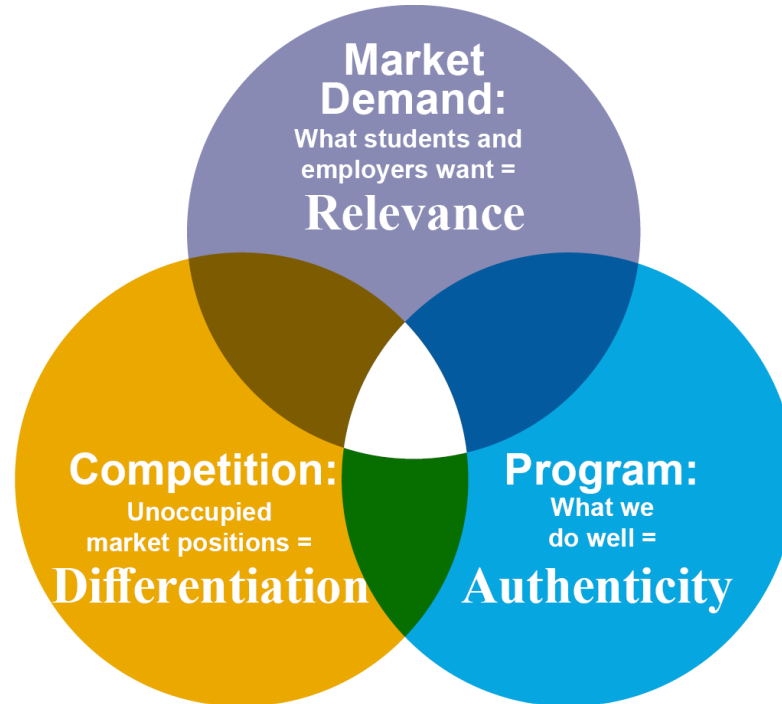 Market
Demand:
What students and
employers want =
Relevance
Competition:
Unoccupied
market positions =
Differentiation
Program:
What we
do well =
Authenticity